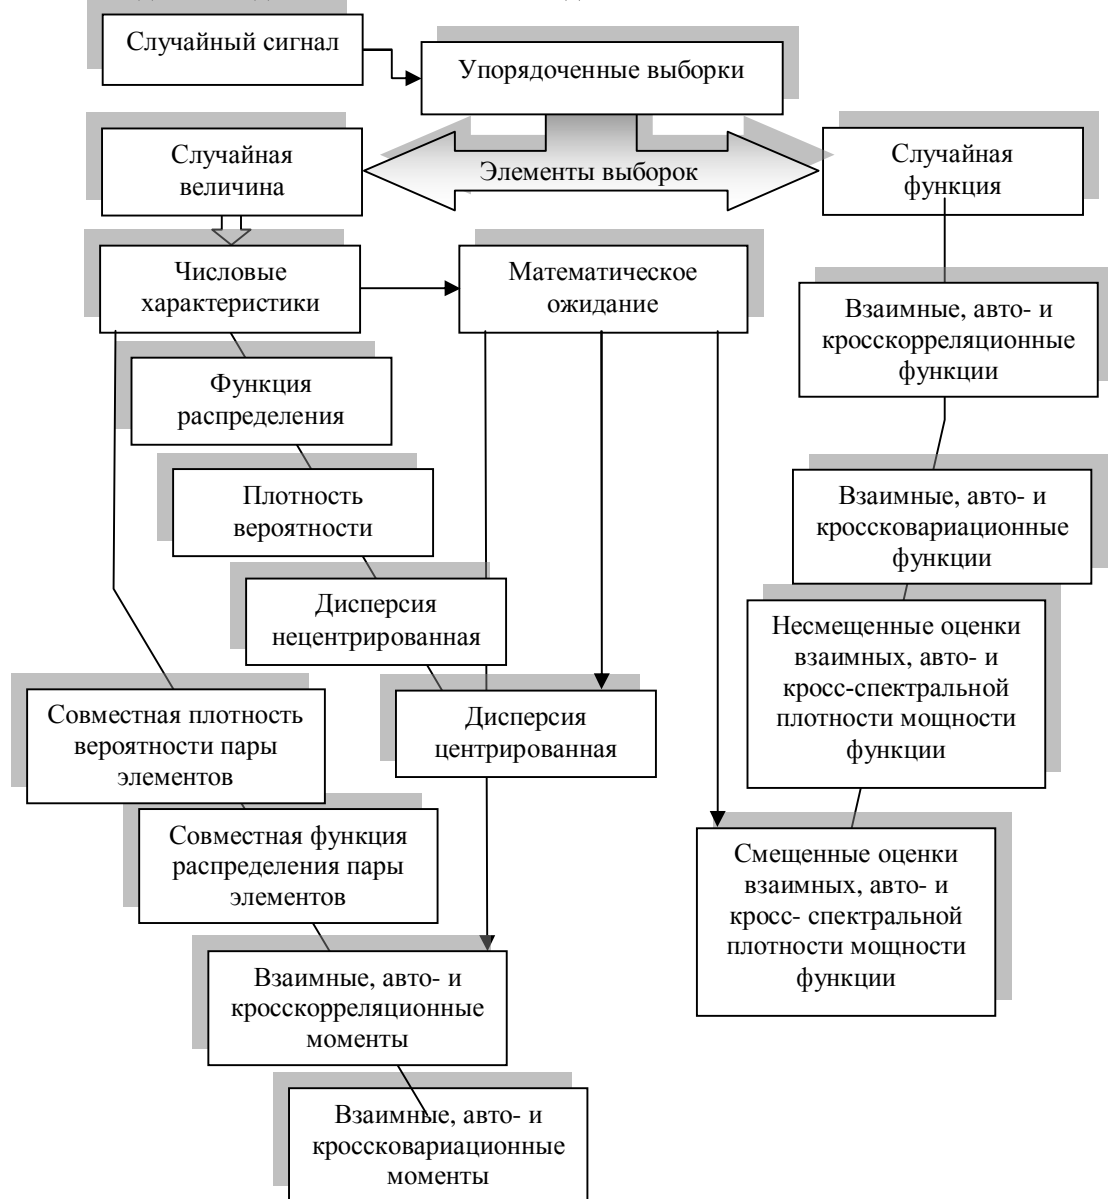 Случайный сигнал
Упорядоченные выборки
Случайная
величина
Элементы выборок
Случайная
функция
Числовые
характеристики
Математическое
ожидание
Взаимные, авто- и
кросскорреляционные
функции
Функция
распределения
Плотность
вероятности
Взаимные, авто- и
кроссковариационные
функции
Дисперсия
нецентрированная
Несмещенные оценки
взаимных, авто- и
кросс-спектральной
плотности мощности
функции
Совместная плотность
вероятности пары
элементов
Дисперсия
центрированная
Совместная функция
распределения пары
элементов
Смещенные оценки
взаимных, авто- и
кросс- спектральной
плотности мощности
функции
Взаимные, авто- и
кросскорреляционные
моменты
Взаимные, авто- и
кроссковариационные
моменты